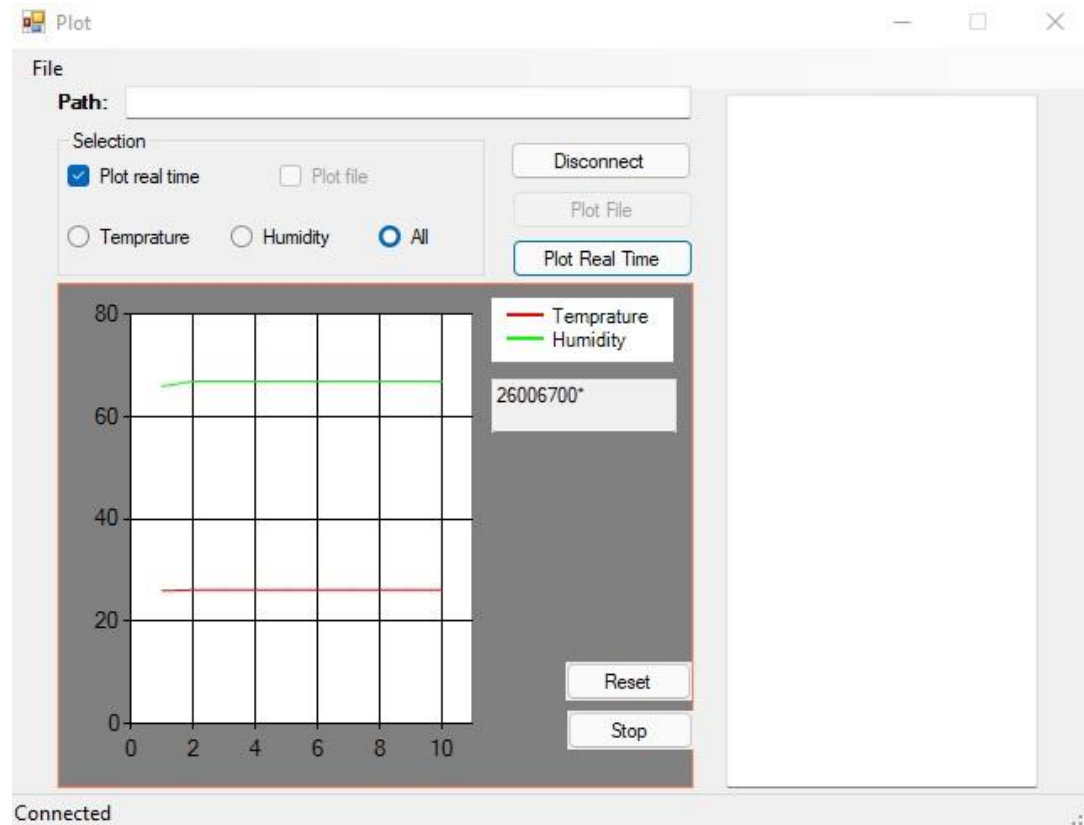 Plot
File
Path:
Selection
Plot real time
Plot file
Temprature
Humidity
All
Disconnect
Plot File
Plot Real Time
80
60
40
20
0
0 2 4 6 8 10
Temprature
Humidity
26006700*
Reset
Stop
Connected